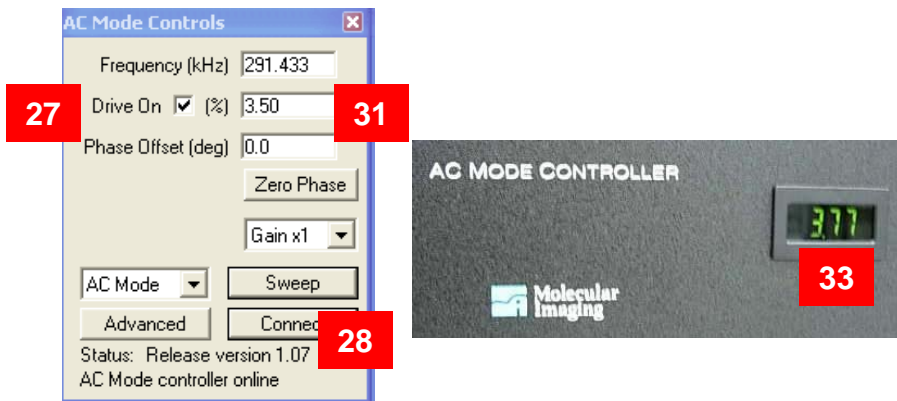 AC Mode Controls
Frequency (kHz) 291.433
27
Drive On (%) 3.50
31
Phase Offset (deg) 0.0
Zero Phase
Gain x1
AC Mode Sweep
Advanced Connec
28
Status: Release version 1.07
AC Mode controller online
AC MODE CONTROLLER
3.77
33
Molecular
Imaging